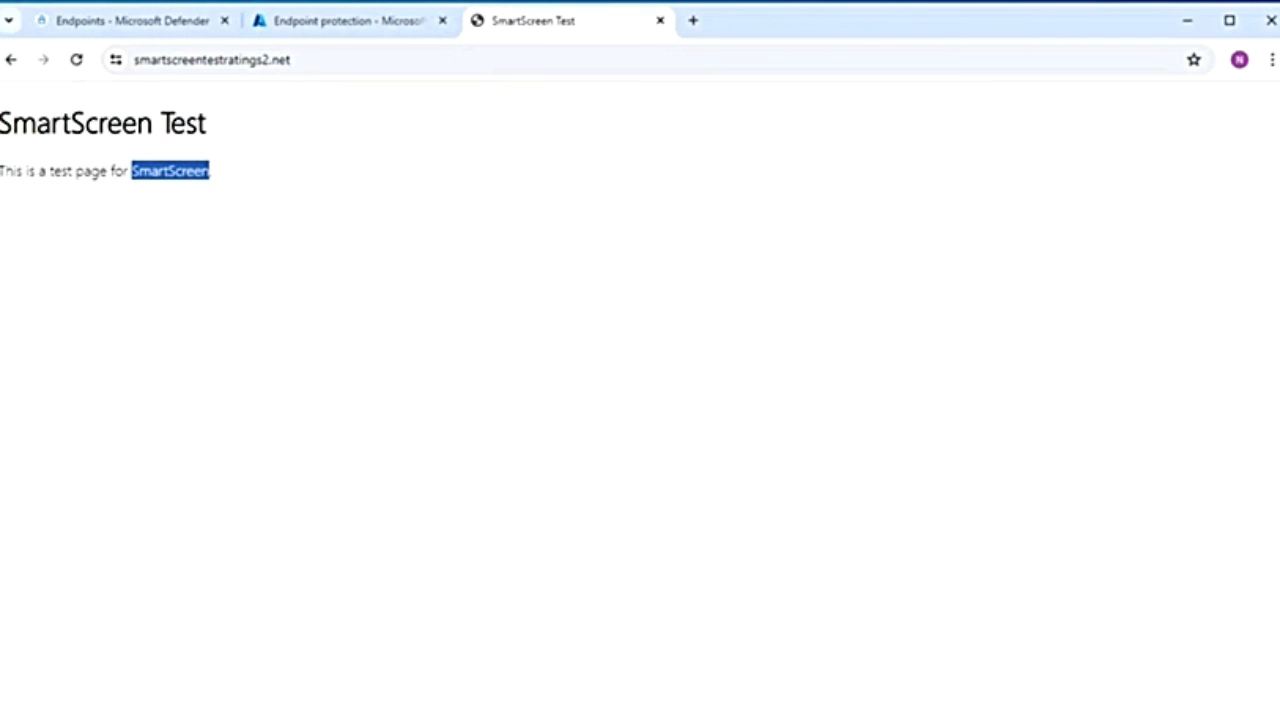 Endpoints - Microsoft Defender
Endpoint protection - Microsof
SmartScreen Test
smartscreentestratings2.net
N
SmartScreen Test
This is a test page for SmartScreen.